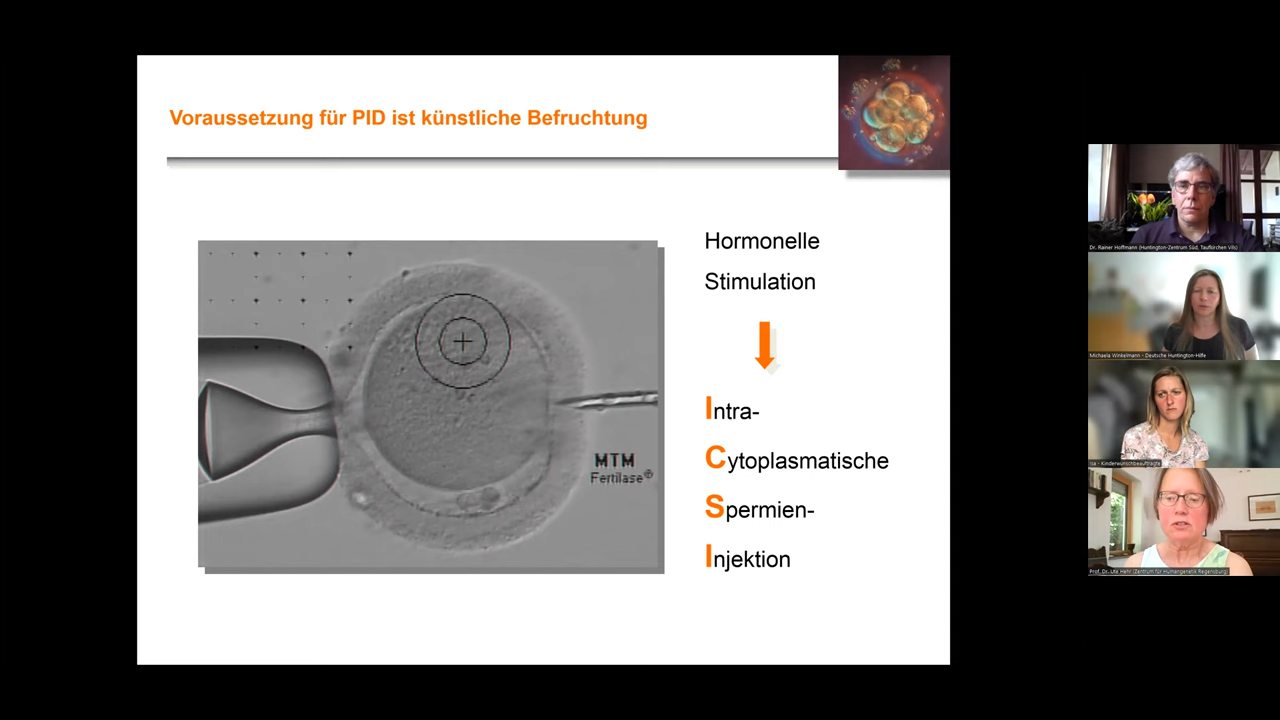 Voraussetzung für PID ist künstliche Befruchtung
Hormonelle
Stimulation
Intra-
Cytoplasmatische
Spermien-
Injektion
MTM
Fertilase©
Dr. Rainer Hoffmann (Huntington-Zentrum Süd, Taufkirchen Vils)
Michaela Winkelmann - Deutsche Huntington-Hilfe
- Kinderwunschbeauftragte
Prof. Dr. Ute Hehr (Zentrum für Humangenetik Regensburg)